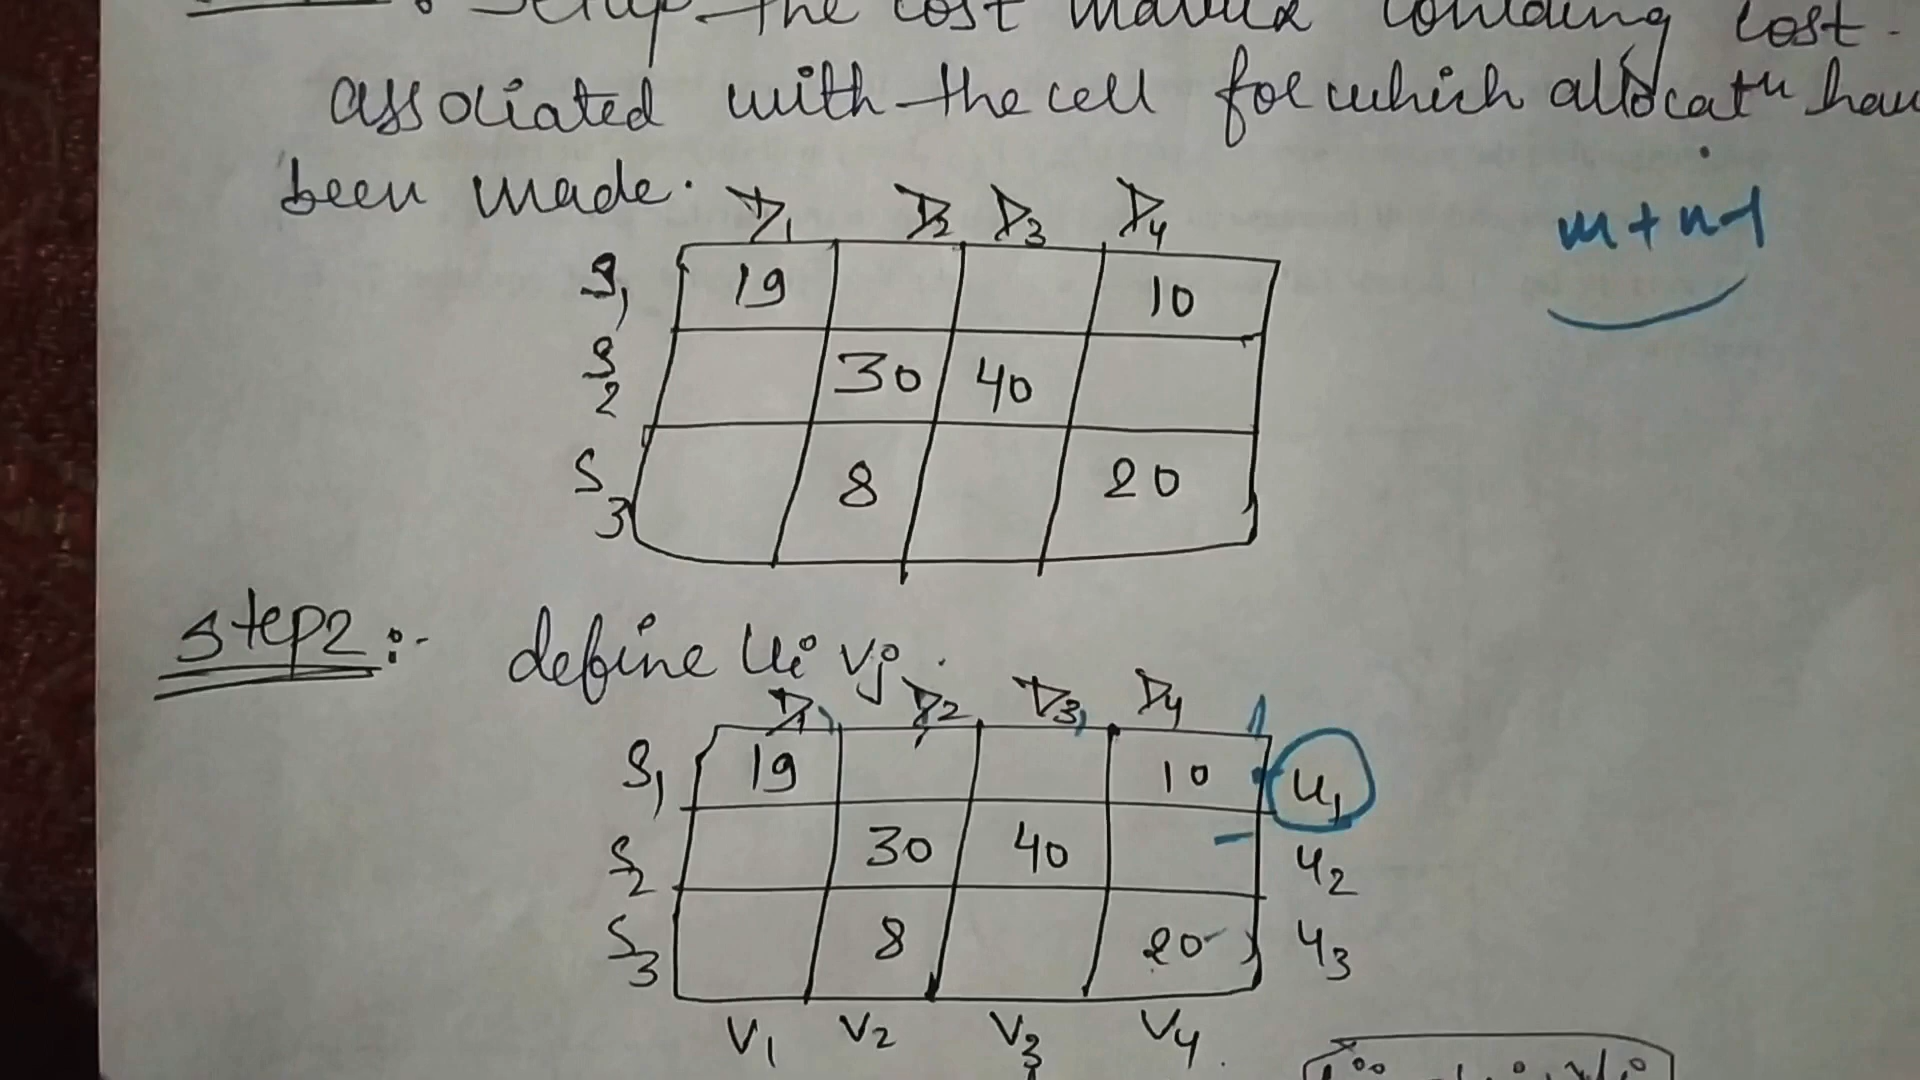 : Setup the cost matrix containg cost
associated with the cell for which allocatn hav
been made.
m+n-1
D1 D2 D3 D4
S1 19 10
S2 30 40
S3 8 20
Step2:- define ui vj.
D1 D2 D3 D4
S1 19 10 u1
S2 30 40 u2
S3 8 20 u3
v1 v2 v3 v4.